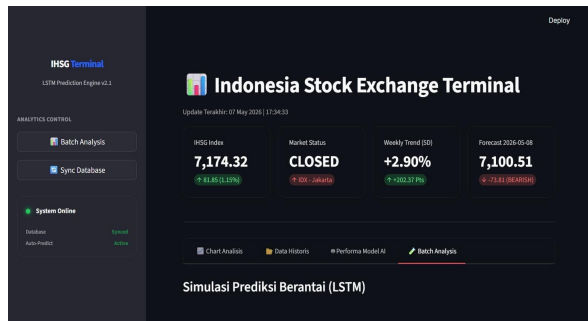 Deploy
IHSG Terminal
LSTM Prediction Engine v2.1
ANALYTICS CONTROL
Batch Analysis
Sync Database
System Online
Database Synced
Auto-Predict Active
Indonesia Stock Exchange Terminal
Update Terakhir: 07 May 2026 | 17:34:33
IHSG Index
7,174.32
↑ 81.85 (1.15%)
Market Status
CLOSED
↑ IDX - Jakarta
Weekly Trend (5D)
+2.90%
↑ +202.37 Pts
Forecast 2026-05-08
7,100.51
↓ -73.81 (BEARISH)
Chart Analisis
Data Historis
Performa Model AI
Batch Analysis
Simulasi Prediksi Berantai (LSTM)